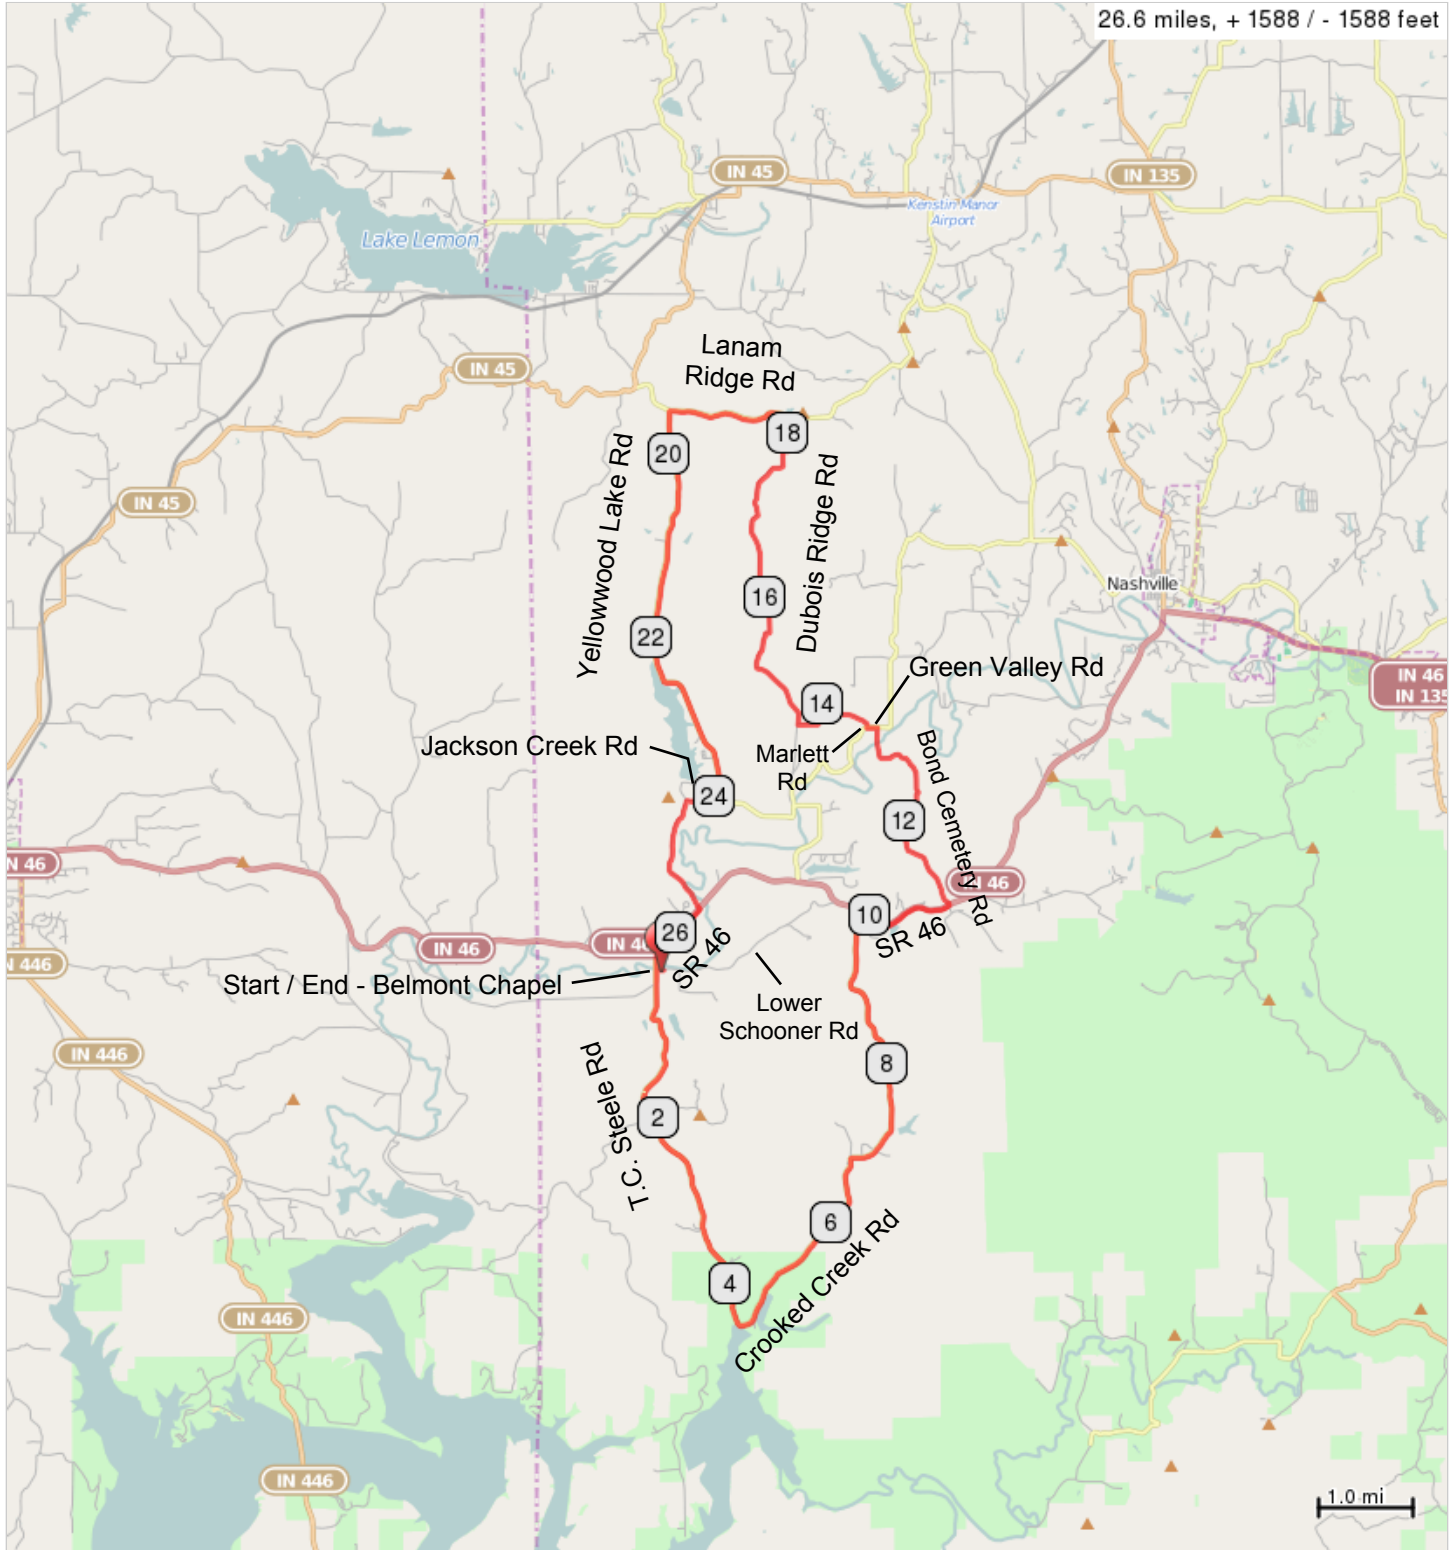 26.6 miles, + 1588 / - 1588 feet
IN 45
IN 135
Kenstin Manor
Airport
Lake Lemon
Lanam
Ridge Rd
IN 45
18
20
Yellowwood Lake Rd
Dubois Ridge Rd
IN 45
Nashville
16
22
Green Valley Rd
IN 46
IN 135
14
Jackson Creek Rd
Marlett
Rd
Bond Cemetery Rd
24
12
N 46
IN 46
10
26
SR 46
SR 46
IN 46
IN 46
N 446
Start / End - Belmont Chapel
Lower
Schooner Rd
IN 446
8
T.C. Steele Rd
2
6
Crooked Creek Rd
4
IN 446
IN 446
1.0 mi